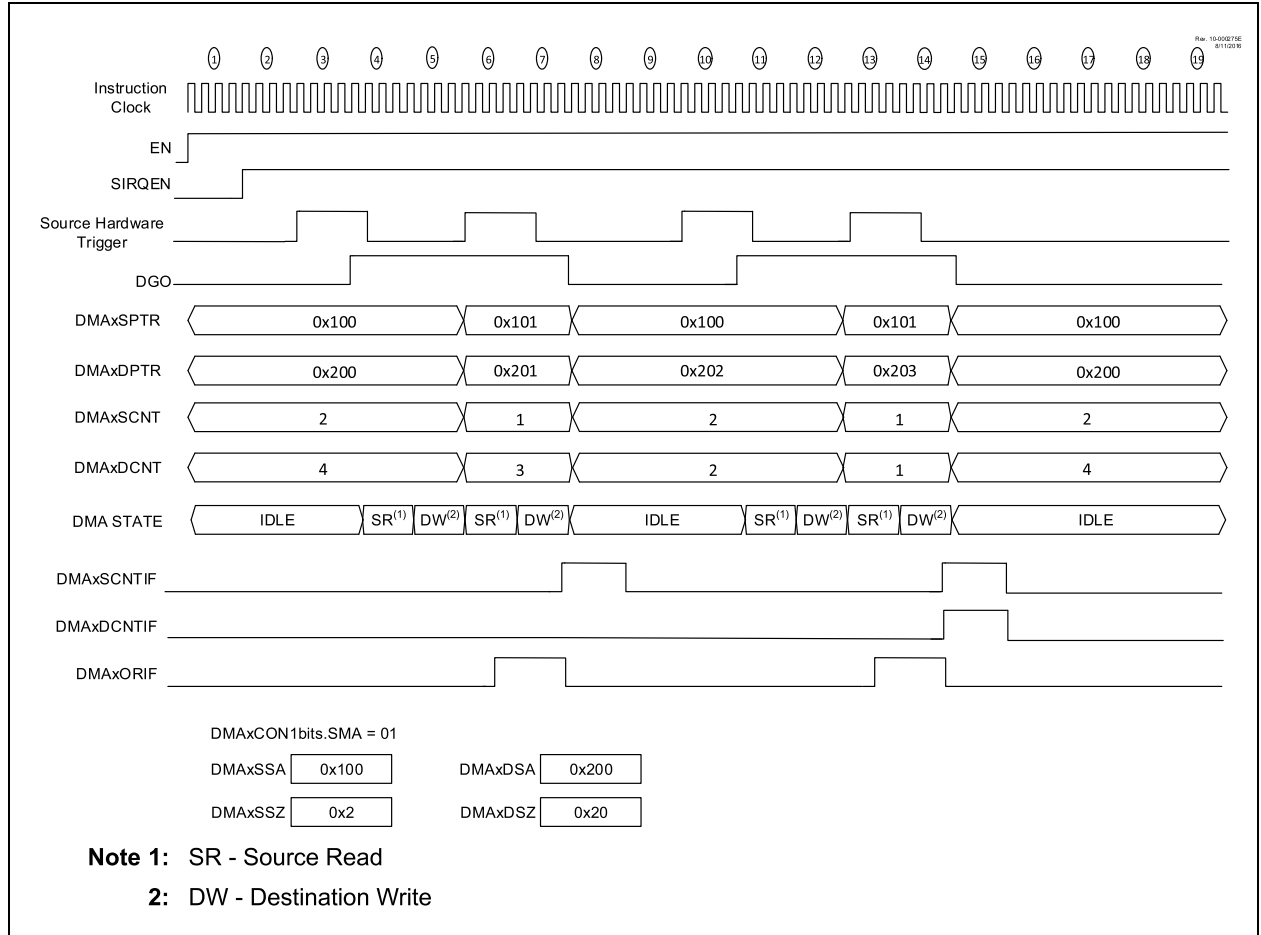 Rev. 10-000275E
8/11/2016
1 2 3 4 5 6 7 8 9 10 11 12 13 14 15 16 17 18 19
Instruction
Clock
EN
SIRQEN
Source Hardware
Trigger
DGO
DMAxSPTR 0x100 0x101 0x100 0x101 0x100
DMAxDPTR 0x200 0x201 0x202 0x203 0x200
DMAxSCNT 2 1 2 1 2
DMAxDCNT 4 3 2 1 4
DMA STATE IDLE SR(1) DW(2) SR(1) DW(2) IDLE SR(1) DW(2) SR(1) DW(2) IDLE
DMAxSCNTIF
DMAxDCNTIF
DMAxORIF
DMAxCON1bits.SMA = 01
DMAxSSA 0x100 DMAxDSA 0x200
DMAxSSZ 0x2 DMAxDSZ 0x20
Note 1: SR - Source Read
2: DW - Destination Write